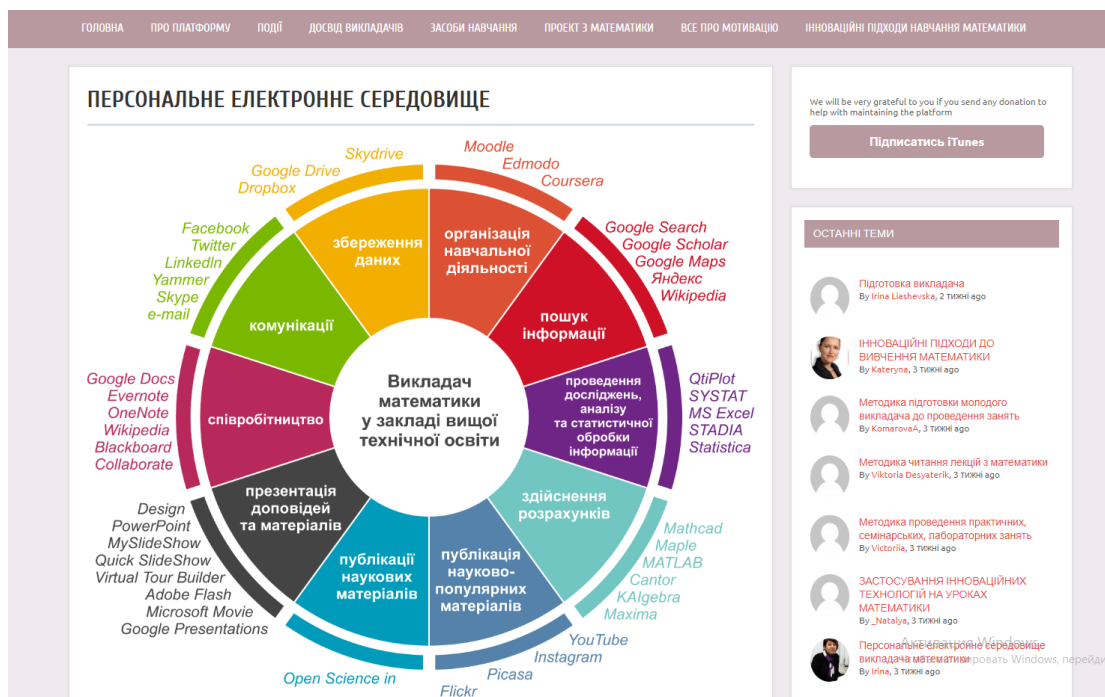 ГОЛОВНА
ПРО ПЛАТФОРМУ
ПОДІЇ
ДОСВІД ВИКЛАДАЧІВ
ЗАСОБИ НАВЧАННЯ
ПРОЕКТ З МАТЕМАТИКИ
ВСЕ ПРО МОТИВАЦІЮ
ІННОВАЦІЙНІ ПІДХОДИ НАВЧАННЯ МАТЕМАТИКИ
ПЕРСОНАЛЬНЕ ЕЛЕКТРОННЕ СЕРЕДОВИЩЕ
Skydrive
Google Drive
Dropbox
збереження
даних
Moodle
Edmodo
Coursera
організація
навчальної
діяльності
Google Search
Google Scholar
Google Maps
Яндекс
Wikipedia
пошук
інформації
QtiPlot
SYSTAT
MS Excel
STADIA
Statistica
проведення
досліджень,
аналізу
та статистичної
обробки
інформації
Mathcad
Maple
MATLAB
Cantor
KAlgebra
Maxima
здійснення
розрахунків
YouTube
Instagram
Picasa
Flickr
публікація
науково-
популярних
матеріалів
Open Science in
публікації
наукових
матеріалів
Design
PowerPoint
MySlideShow
Quick SlideShow
Virtual Tour Builder
Adobe Flash
Microsoft Movie
Google Presentations
презентація
доповідей
та матеріалів
Google Docs
Evernote
OneNote
Wikipedia
Blackboard
Collaborate
співробітництво
Facebook
Twitter
LinkedIn
Yammer
Skype
e-mail
комунікації
Викладач
математики
у закладі вищої
технічної освіти
We will be very grateful to you if you send any donation to
help with maintaining the platform
Підписатись iTunes
ОСТАННІ ТЕМИ
Підготовка викладача
By Irina Liashevska, 2 тижні ago
ІННОВАЦІЙНІ ПІДХОДИ ДО
ВИВЧЕННЯ МАТЕМАТИКИ
By Kateryna, 3 тижні ago
Методика підготовки молодого
викладача до проведення занять
By KomarovaA, 3 тижні ago
Методика читання лекцій з математики
By Viktoria Desyaterik, 3 тижні ago
Методика проведення практичних,
семінарських, лабораторних занять
By Victoriia, 3 тижні ago
ЗАСТОСУВАННЯ ІННОВАЦІЙНИХ
ТЕХНОЛОГІЙ НА УРОКАХ
МАТЕМАТИКИ
By _Natalya, 3 тижні ago
Персональне електронне середовище
викладача математики
By Irina, 3 тижні ago
Активация Windows
Windows, перейди